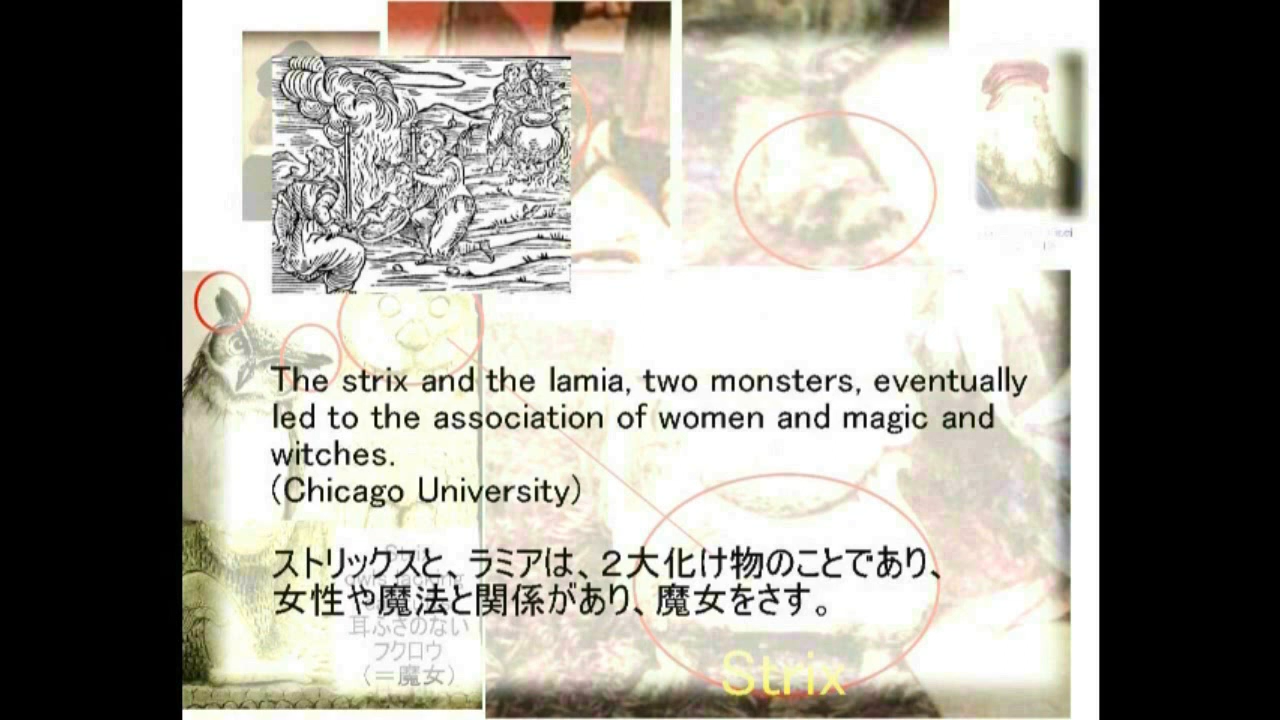 The strix and the lamia, two monsters, eventually
led to the association of women and magic and
witches.
(Chicago University)
ストリックスと、ラミアは、２大化け物のことであり、
女性や魔法と関係があり、魔女をさす。
耳ふさのない
フクロウ
（＝魔女）
Strix